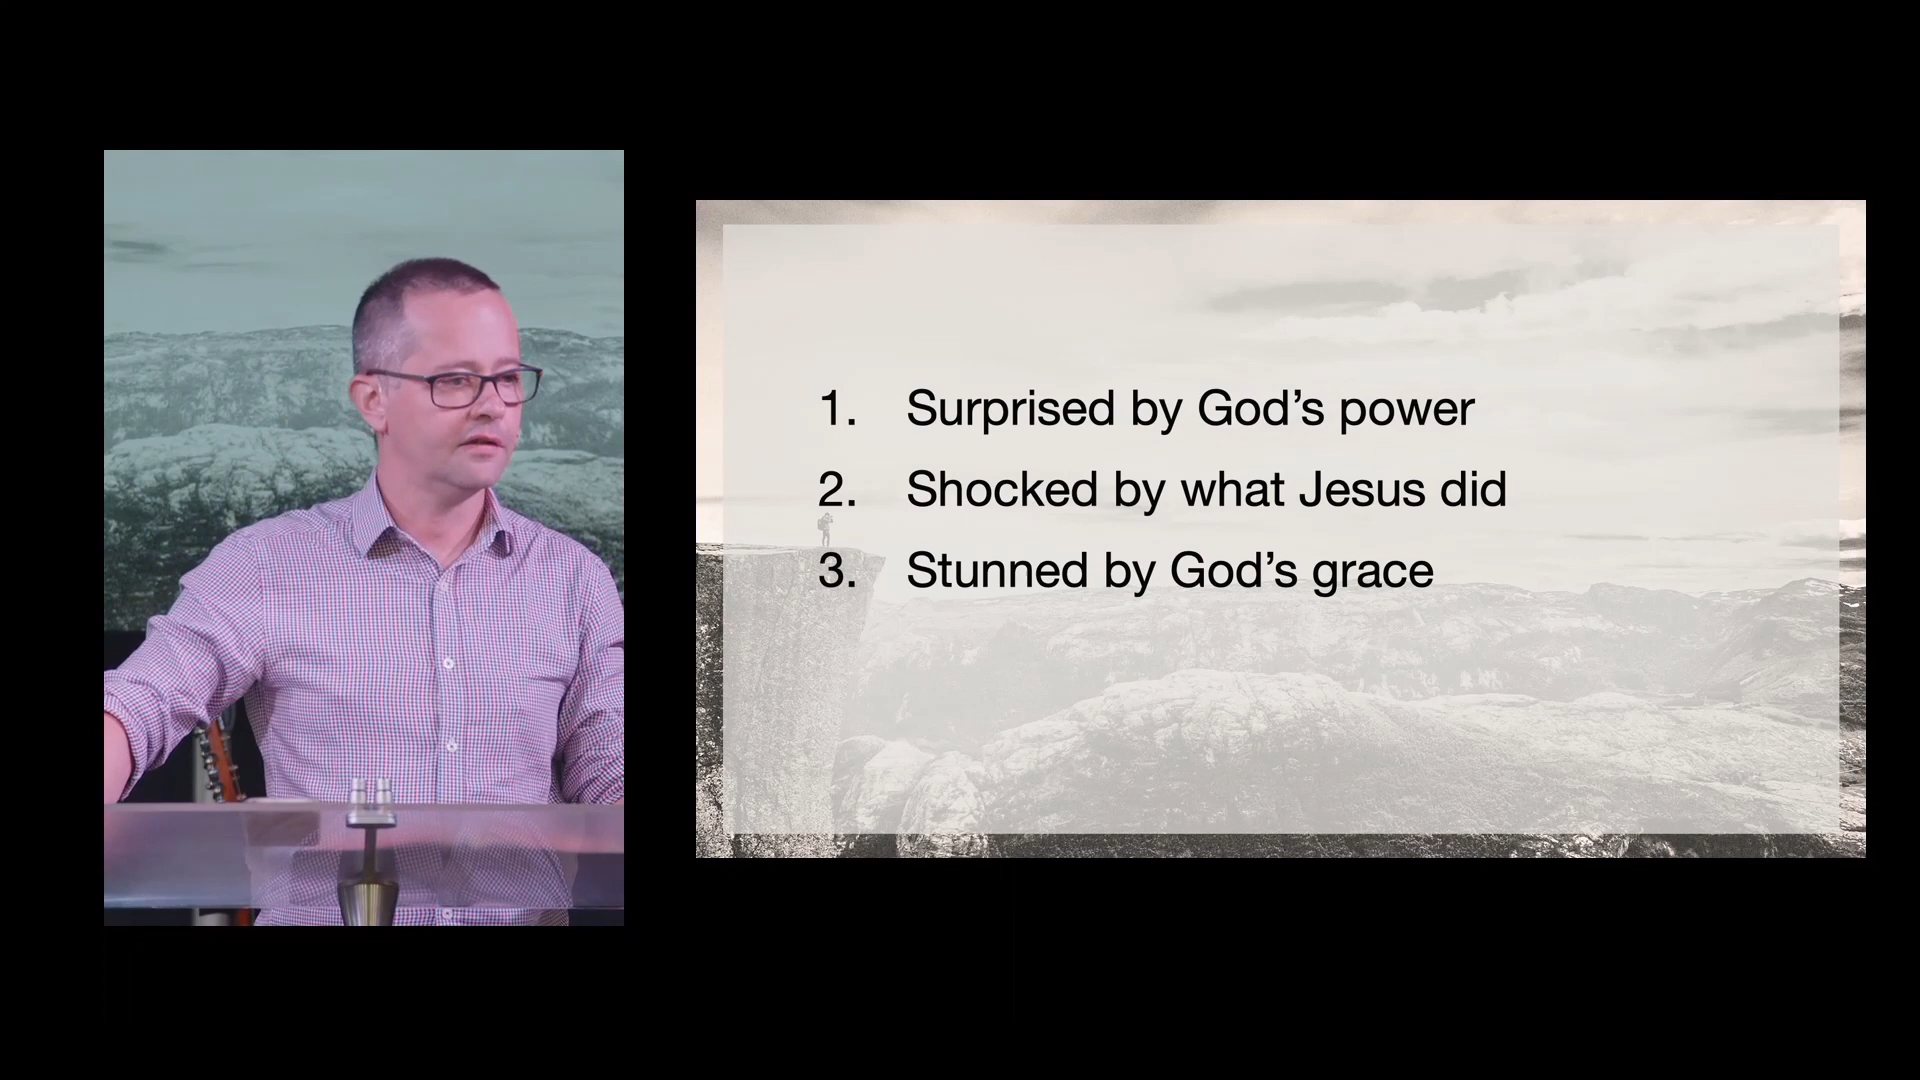 1. Surprised by God’s power
2. Shocked by what Jesus did
3. Stunned by God’s grace